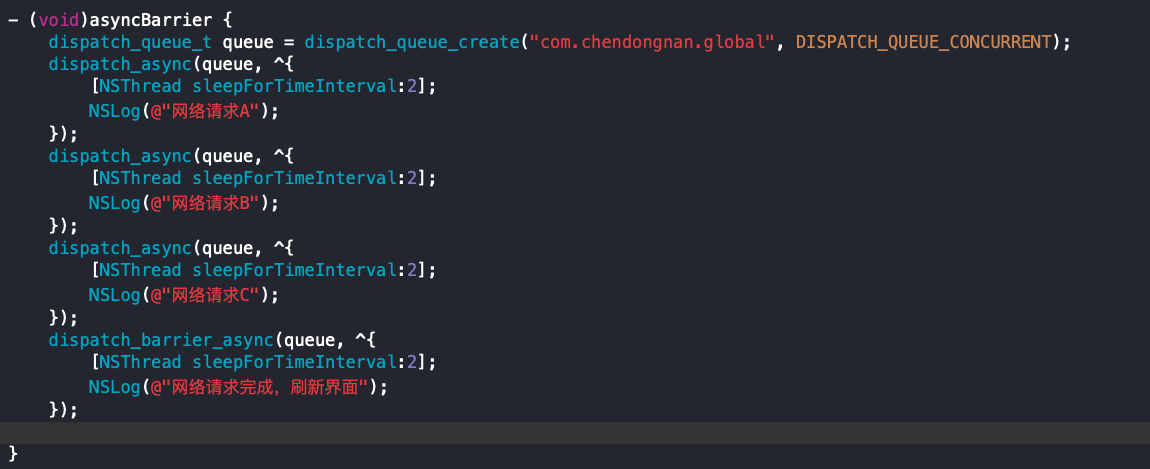 - (void)asyncBarrier {
    dispatch_queue_t queue = dispatch_queue_create("com.chendongnan.global", DISPATCH_QUEUE_CONCURRENT);
    dispatch_async(queue, ^{
        [NSThread sleepForTimeInterval:2];
        NSLog(@"网络请求A");
    });
    dispatch_async(queue, ^{
        [NSThread sleepForTimeInterval:2];
        NSLog(@"网络请求B");
    });
    dispatch_async(queue, ^{
        [NSThread sleepForTimeInterval:2];
        NSLog(@"网络请求C");
    });
    dispatch_barrier_async(queue, ^{
        [NSThread sleepForTimeInterval:2];
        NSLog(@"网络请求完成，刷新界面");
    });
}